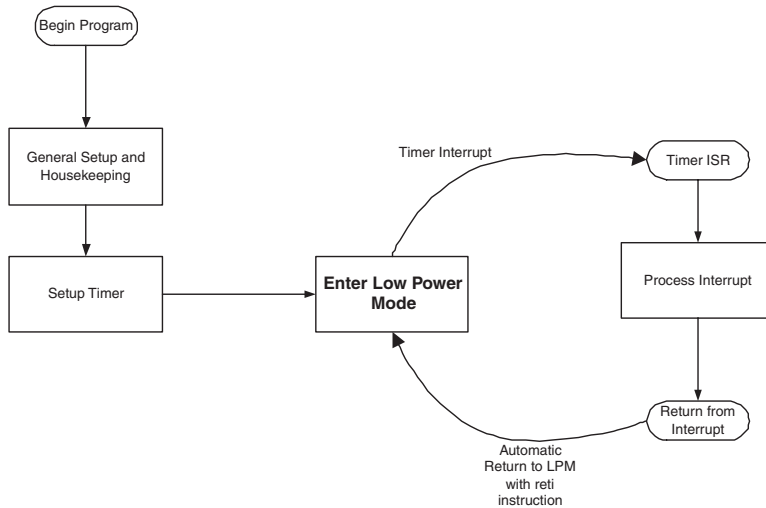 Begin Program
General Setup and
Housekeeping
Setup Timer
Enter Low Power
Mode
Timer Interrupt
Timer ISR
Process Interrupt
Return from
Interrupt
Automatic
Return to LPM
with reti
instruction